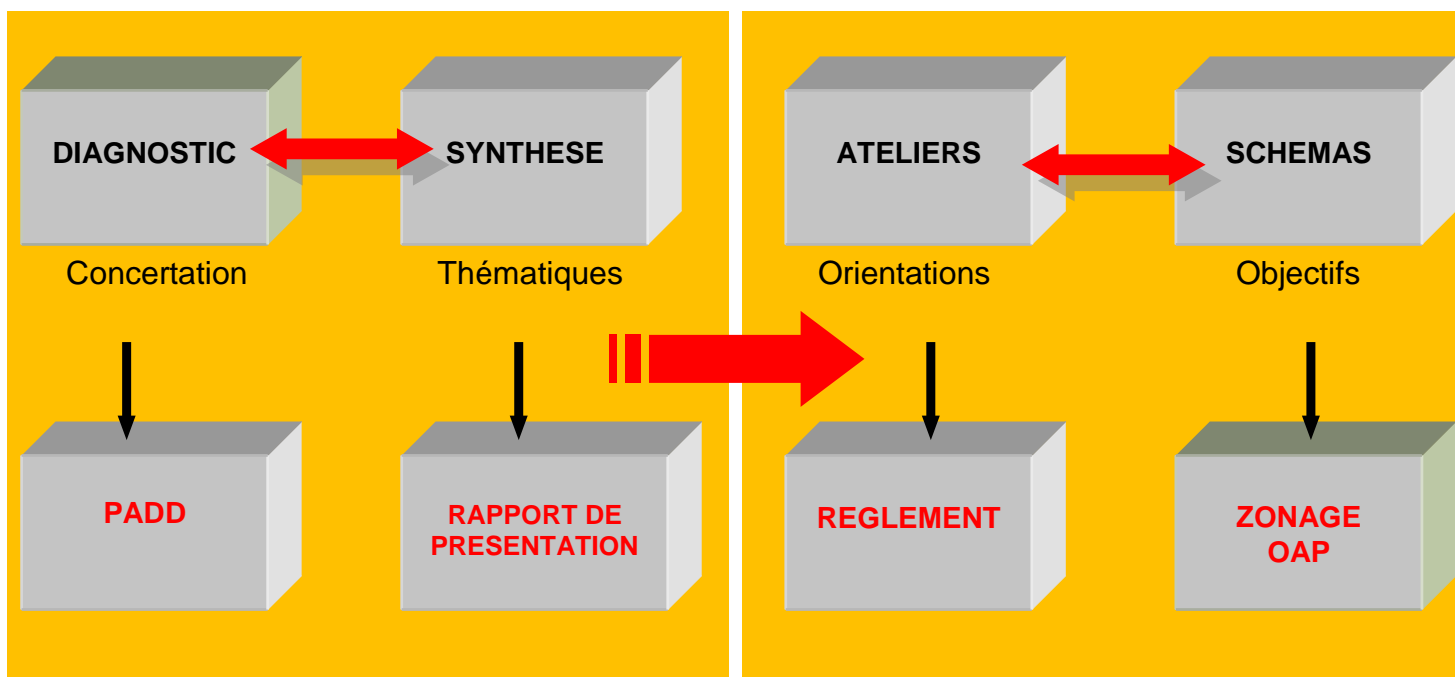 DIAGNOSTIC
SYNTHESE
ATELIERS
SCHEMAS
Concertation
Thématiques
Orientations
Objectifs
PADD
RAPPORT DE
PRESENTATION
REGLEMENT
ZONAGE
OAP